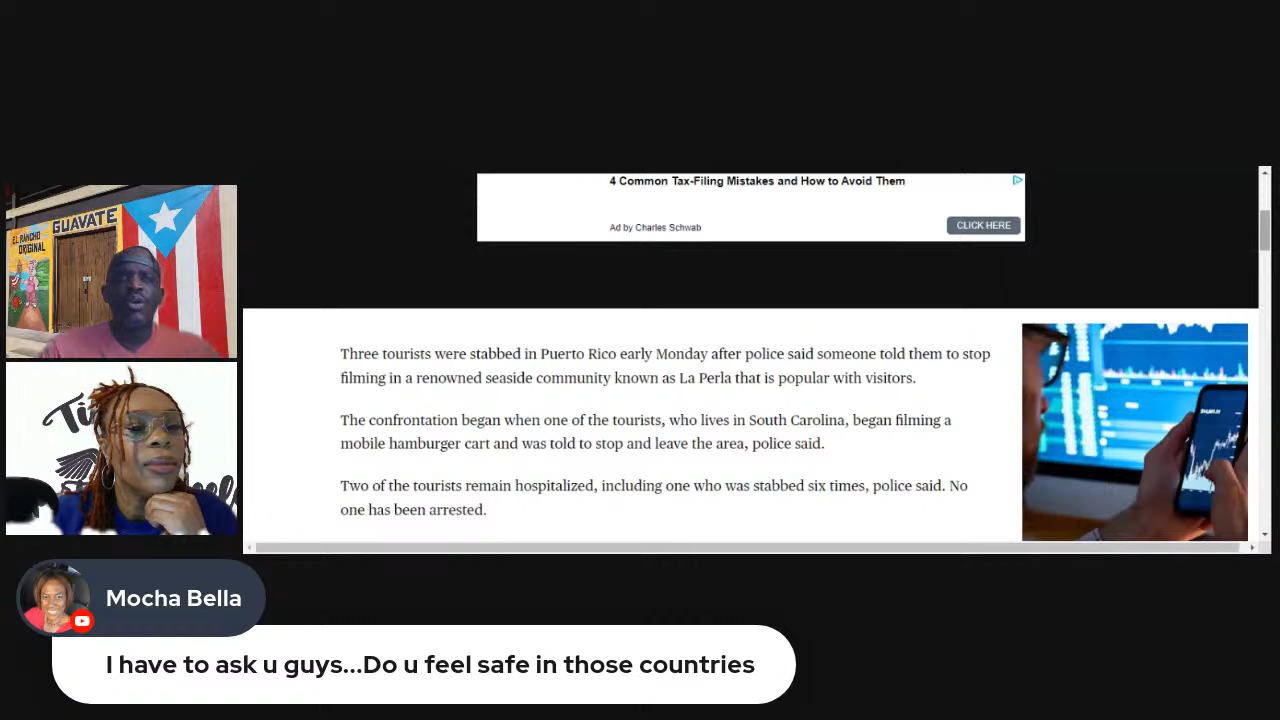 4 Common Tax-Filing Mistakes and How to Avoid Them
Ad by Charles Schwab
CLICK HERE
EL RANCHO
ORIGINAL
GUAVATE
Three tourists were stabbed in Puerto Rico early Monday after police said someone told them to stop
filming in a renowned seaside community known as La Perla that is popular with visitors.
The confrontation began when one of the tourists, who lives in South Carolina, began filming a
mobile hamburger cart and was told to stop and leave the area, police said.
Two of the tourists remain hospitalized, including one who was stabbed six times, police said. No
one has been arrested.
Mocha Bella
I have to ask u guys...Do u feel safe in those countries